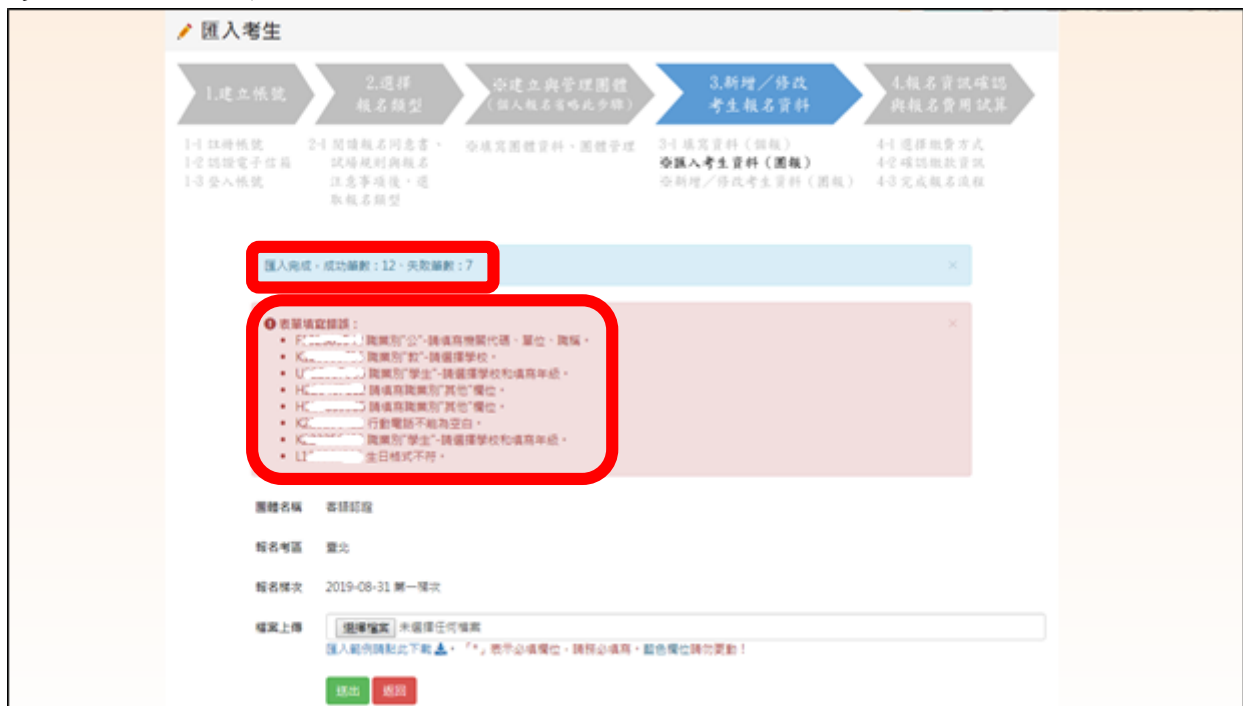 匯入考生
1.建立帳號
2.選擇
報名類型
※建立與管理團體
(個人報名省略此步驟)
3.新增／修改
考生報名資料
4.報名資訊確認
與報名費用試算
1-1 註冊帳號
1-2 認證電子信箱
1-3 登入帳號
2-1 閱讀報名同意書、
試場規則與報名
注意事項後，選
取報名類型
※填寫團體資料、團體管理
3-1 填寫資料（個報）
※匯入考生資料（團報）
※新增／修改考生資料（團報）
4-1 選擇繳費方式
4-2 確認繳款資訊
4-3 完成報名流程
匯入完成，成功筆數：12、失敗筆數：7
×
表單填寫錯誤：
×
職業別"公"-請填寫機關代碼、單位、職稱。
職業別"教"-請選擇學校。
職業別"學生"-請選擇學校和填寫年級。
請填寫職業別"其他"欄位。
請填寫職業別"其他"欄位。
行動電話不能為空白。
職業別"學生"-請選擇學校和填寫年級。
生日格式不符。
團體名稱 客語認證
報名考區 臺北
報名梯次 2019-08-31 第一梯次
檔案上傳 選擇檔案 未選擇任何檔案
匯入範例請點此下載 。「*」表示必填欄位，請務必填寫。藍色欄位請勿更動！
送出 返回